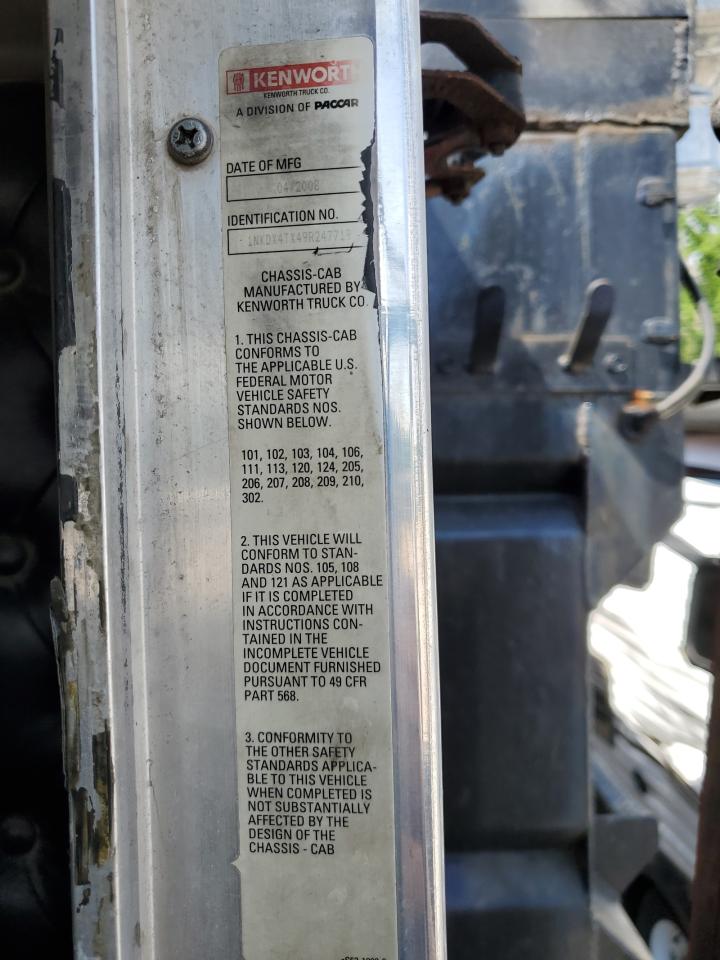 KENWORT
KENWORTH TRUCK CO.
A DIVISION OF PACCAR
DATE OF MFG
04/2008
IDENTIFICATION NO.
1NKDX4TX49R247719
CHASSIS-CAB
MANUFACTURED BY
KENWORTH TRUCK CO.
1. THIS CHASSIS-CAB
CONFORMS TO
THE APPLICABLE U.S.
FEDERAL MOTOR
VEHICLE SAFETY
STANDARDS NOS.
SHOWN BELOW.
101, 102, 103, 104, 106,
111, 113, 120, 124, 205,
206, 207, 208, 209, 210,
302.
2. THIS VEHICLE WILL
CONFORM TO STAN-
DARDS NOS. 105, 108
AND 121 AS APPLICABLE
IF IT IS COMPLETED
IN ACCORDANCE WITH
INSTRUCTIONS CON-
TAINED IN THE
INCOMPLETE VEHICLE
DOCUMENT FURNISHED
PURSUANT TO 49 CFR
PART 568.
3. CONFORMITY TO
THE OTHER SAFETY
STANDARDS APPLICA-
BLE TO THIS VEHICLE
WHEN COMPLETED IS
NOT SUBSTANTIALLY
AFFECTED BY THE
DESIGN OF THE
CHASSIS - CAB